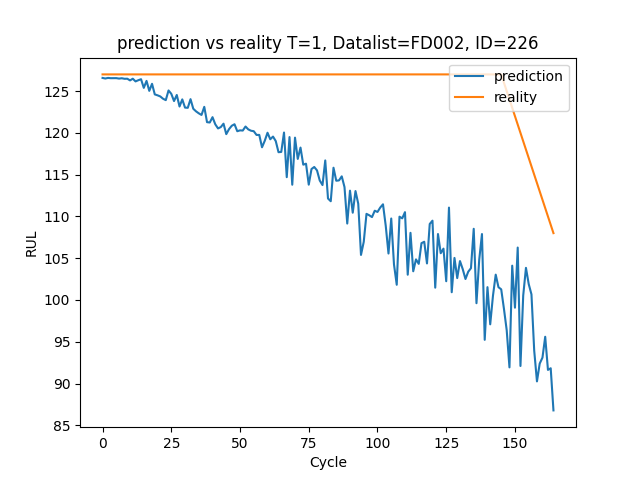 prediction vs reality T=1, Datalist=FD002, ID=226
prediction
reality
RUL
125
120
115
110
105
100
95
90
85
0 25 50 75 100 125 150
Cycle